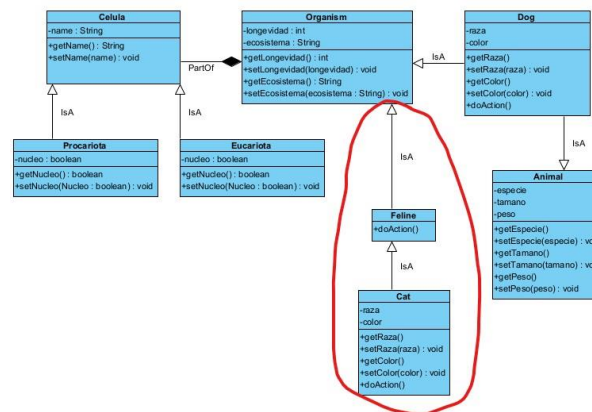 Celula
-name : String
+getName() : String
+setName(name) : void
Organism
-longevidad : int
-ecosistema : String
+getLongevidad() : int
+setLongevidad(longevidad) : void
+getEcosistema() : String
+setEcosistema(ecosistema : String) : void
Dog
-raza
-color
+getRaza()
+setRaza(raza) : void
+getColor()
+setColor(color) : void
+doAction()
PartOf
IsA
IsA
IsA
IsA
IsA
Procariota
-nucleo : boolean
+getNucleo() : boolean
+setNucleo(Nucleo : boolean) : void
Eucariota
-nucleo : boolean
+getNucleo() : boolean
+setNucleo(Nucleo : boolean) : void
Animal
-especie
-tamano
-peso
+getEspecie()
+setEspecie(especie) : vo
+getTamano()
+setTamano(tamano) : vo
+getPeso()
+setPeso(peso) : void
Feline
+doAction()
IsA
Cat
-raza
-color
+getRaza()
+setRaza(raza) : void
+getColor()
+setColor(color) : void
+doAction()